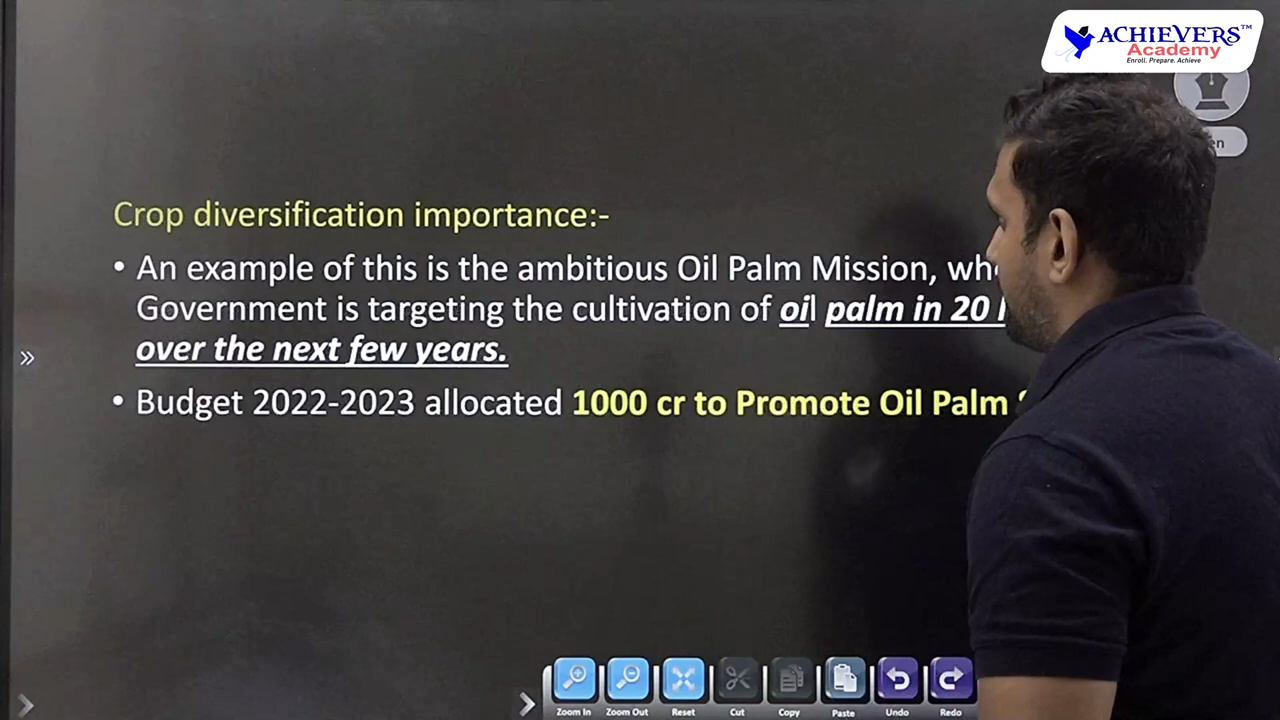 ACHIEVERS™
Academy
Enroll. Prepare. Achieve
Crop diversification importance:-
• An example of this is the ambitious Oil Palm Mission,
Government is targeting the cultivation of oil palm in 20
over the next few years.
• Budget 2022-2023 allocated 1000 cr to Promote Oil Palm
Zoom In Zoom Out Reset Cut Copy Paste Undo Redo